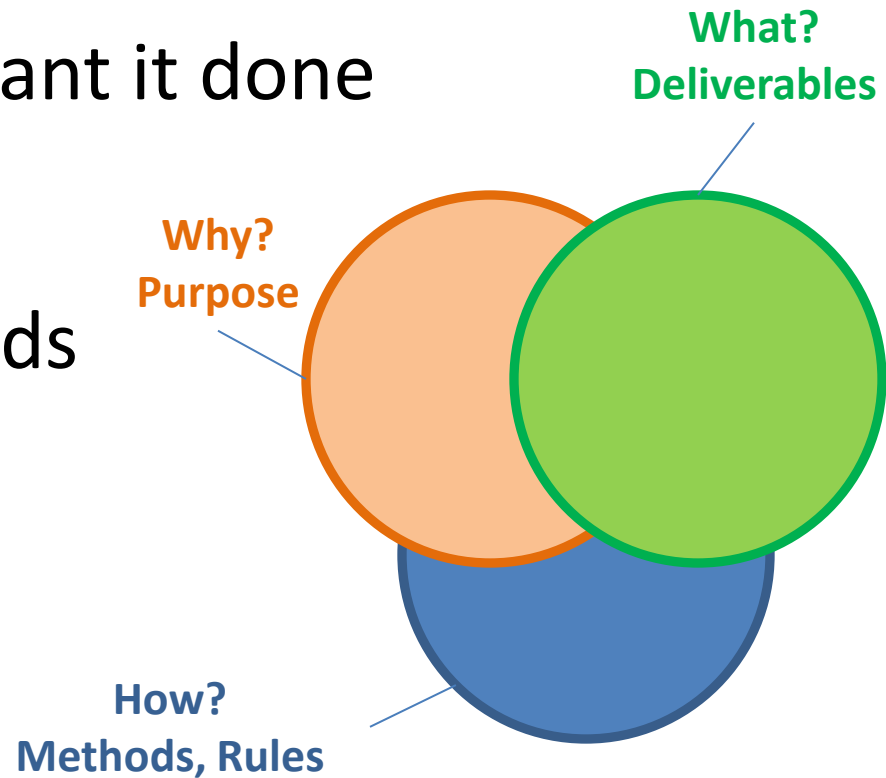 What?
ant it done
Deliverables
Why?
Purpose
ds
How?
Methods, Rules